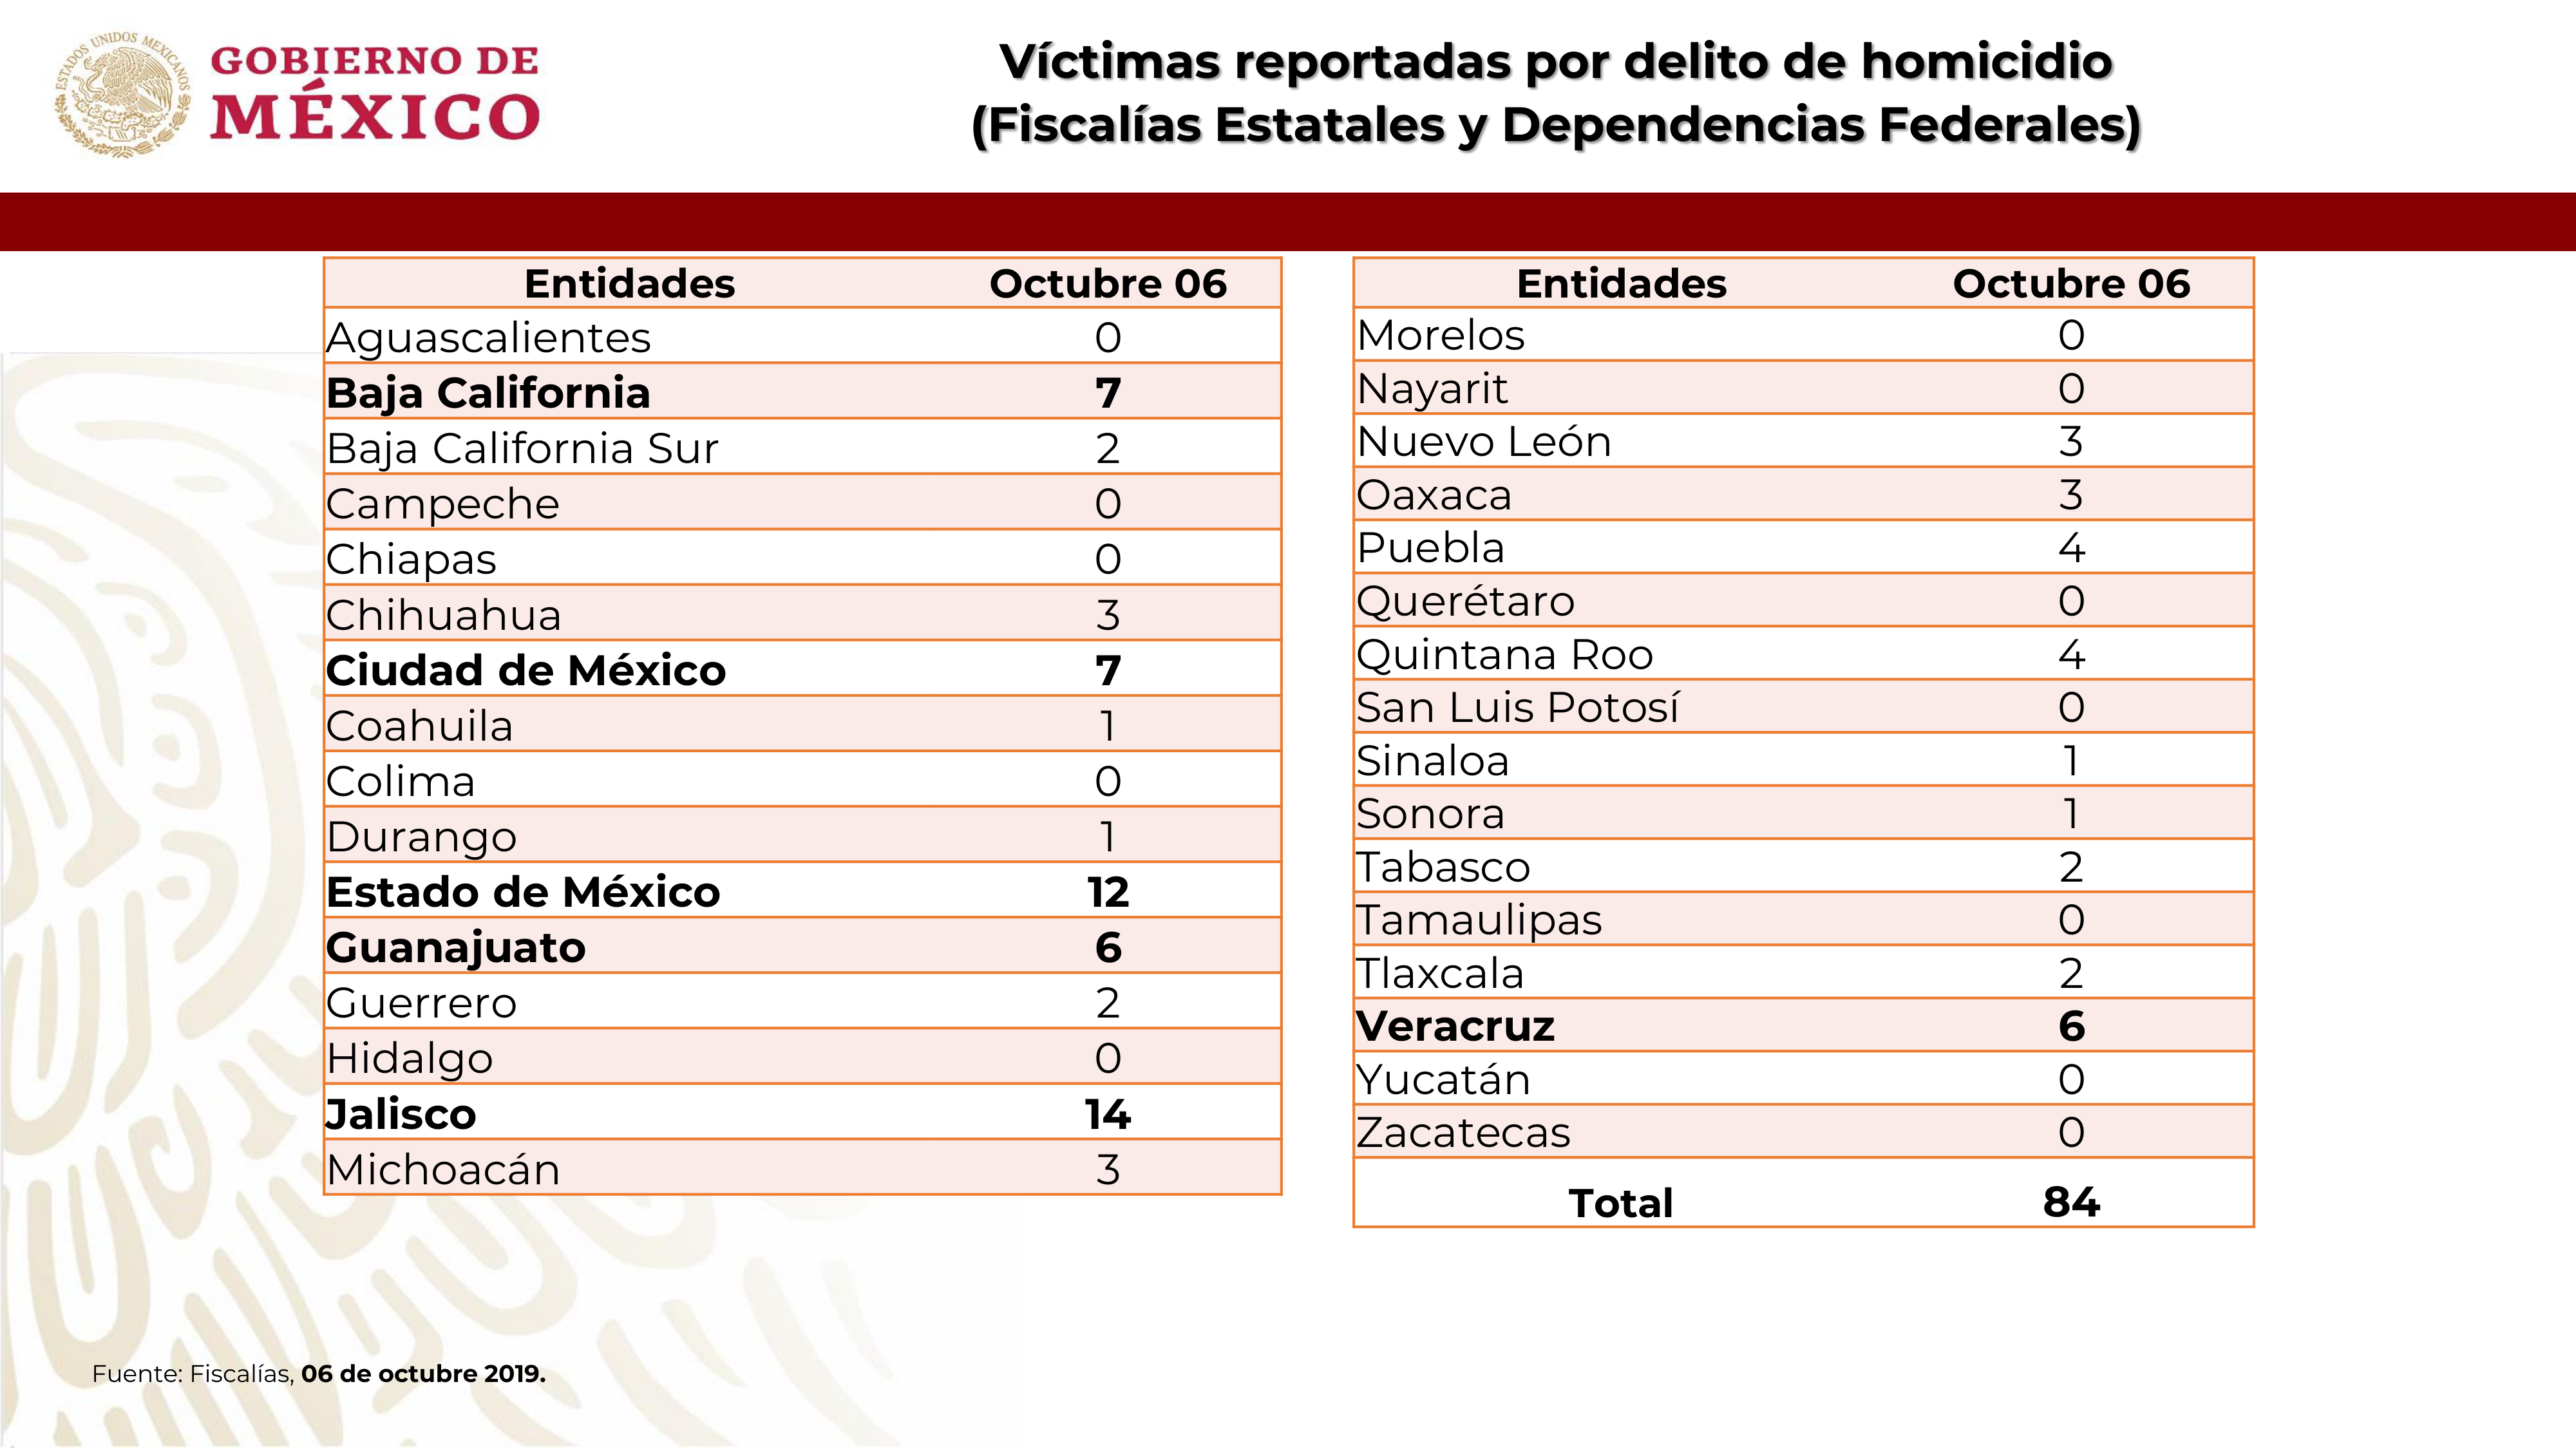 ESTADOS UNIDOS MEXICANOS
GOBIERNO DE
MÉXICO
Víctimas reportadas por delito de homicidio
(Fiscalías Estatales y Dependencias Federales)
Entidades Octubre 06
Aguascalientes 0
Baja California 7
Baja California Sur 2
Campeche 0
Chiapas 0
Chihuahua 3
Ciudad de México 7
Coahuila 1
Colima 0
Durango 1
Estado de México 12
Guanajuato 6
Guerrero 2
Hidalgo 0
Jalisco 14
Michoacán 3
Entidades Octubre 06
Morelos 0
Nayarit 0
Nuevo León 3
Oaxaca 3
Puebla 4
Querétaro 0
Quintana Roo 4
San Luis Potosí 0
Sinaloa 1
Sonora 1
Tabasco 2
Tamaulipas 0
Tlaxcala 2
Veracruz 6
Yucatán 0
Zacatecas 0
Total 84
Fuente: Fiscalías, 06 de octubre 2019.